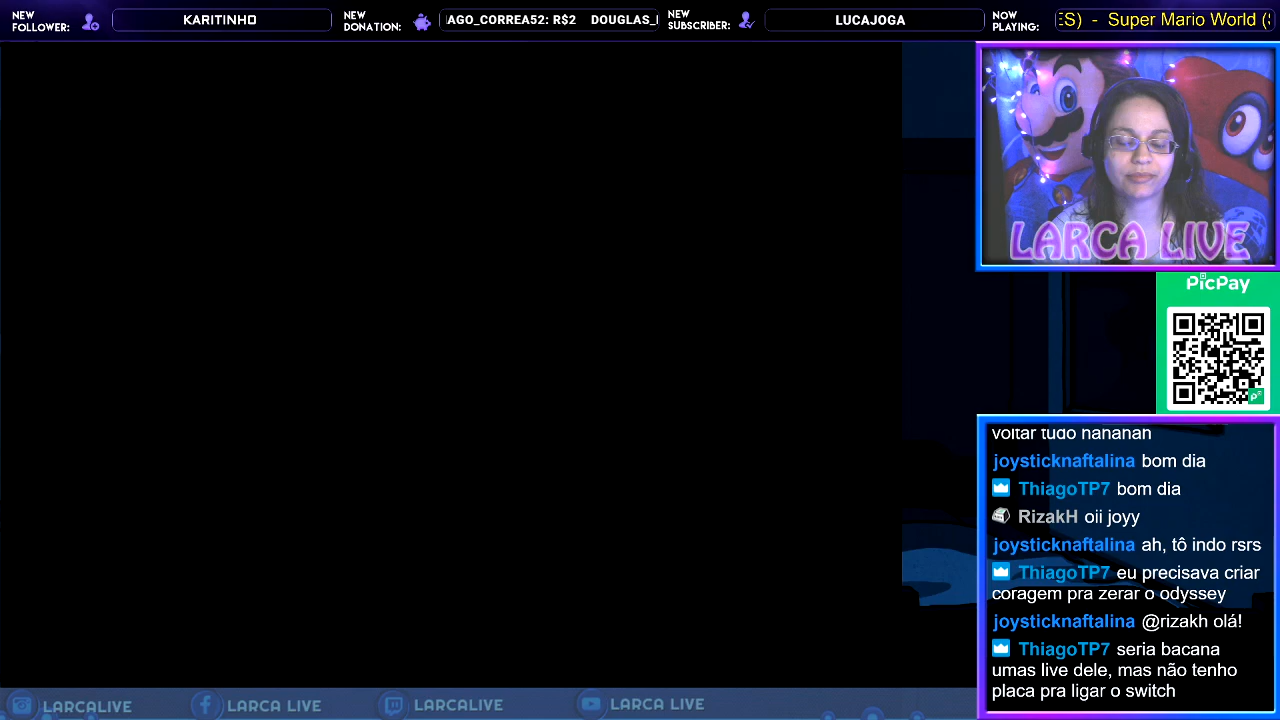 NEW FOLLOWER:
KARITINHO
NEW DONATION:
AGO_CORREA52: R$2 DOUGLAS_
NEW SUBSCRIBER:
LUCAJOGA
NOW PLAYING:
ES) - Super Mario World (
LARCA LIVE
PicPay
voltar tudo hahahah
joysticknaftalina bom dia
ThiagoTP7 bom dia
RizakH oii joyy
joysticknaftalina ah, tô indo rsrs
ThiagoTP7 eu precisava criar
coragem pra zerar o odyssey
joysticknaftalina @rizakh olá!
ThiagoTP7 seria bacana
umas live dele, mas não tenho
placa pra ligar o switch
LARCALIVE
LARCA LIVE
LARCALIVE
LARCA LIVE